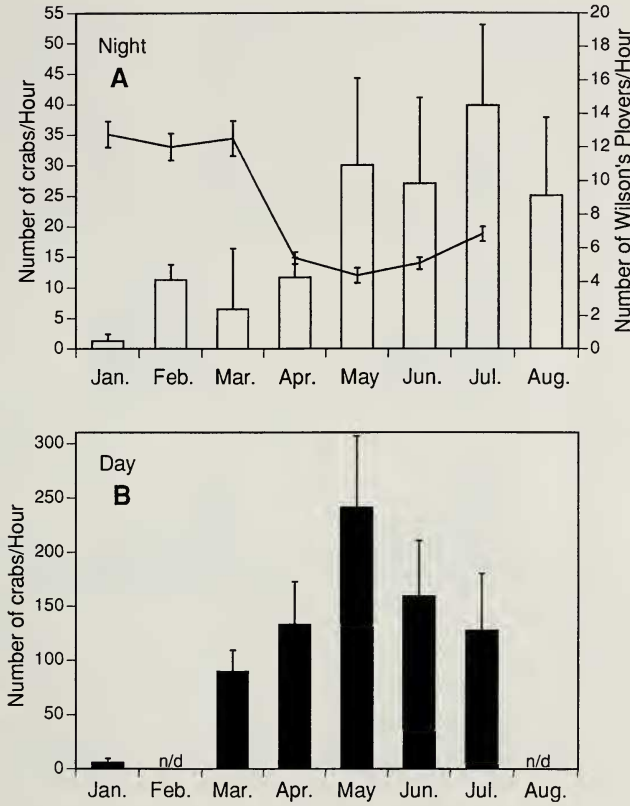 Night
A
Number of crabs/Hour
55
50
45
40
35
30
25
20
15
10
5
0
Number of Wilson's Plovers/Hour
20
18
16
14
12
10
8
6
4
2
0
Jan. Feb. Mar. Apr. May Jun. Jul. Aug.
Day
B
Number of crabs/Hour
300
250
200
150
100
50
0
n/d
n/d
Jan. Feb. Mar. Apr. May Jun. Jul. Aug.